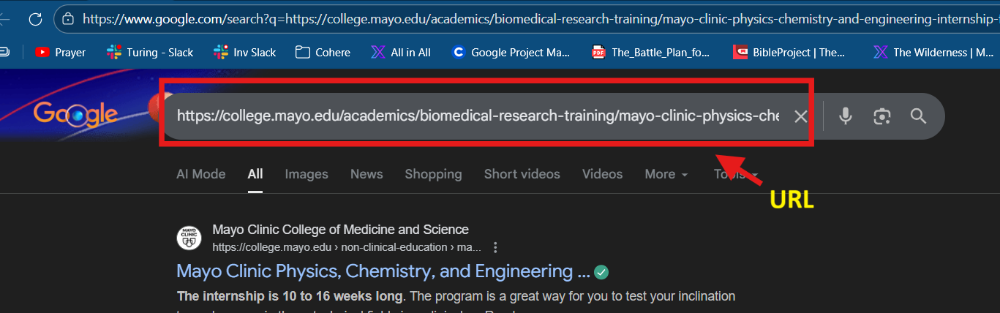 https://www.google.com/search?q=https://college.mayo.edu/academics/biomedical-research-training/mayo-clinic-physics-chemistry-and-engineering-internship-
Prayer Turing - Slack Inv Slack Cohere All in All Google Project Ma... PDF The_Battle_Plan_fo... BibleProject | The... The Wilderness | M...
Google https://college.mayo.edu/academics/biomedical-research-training/mayo-clinic-physics-che
AI Mode All Images News Shopping Short videos Videos More Tools
URL
MAYO CLINIC
Mayo Clinic College of Medicine and Science
https://college.mayo.edu › non-clinical-education › ma...
Mayo Clinic Physics, Chemistry, and Engineering ...
The internship is 10 to 16 weeks long. The program is a great way for you to test your inclination